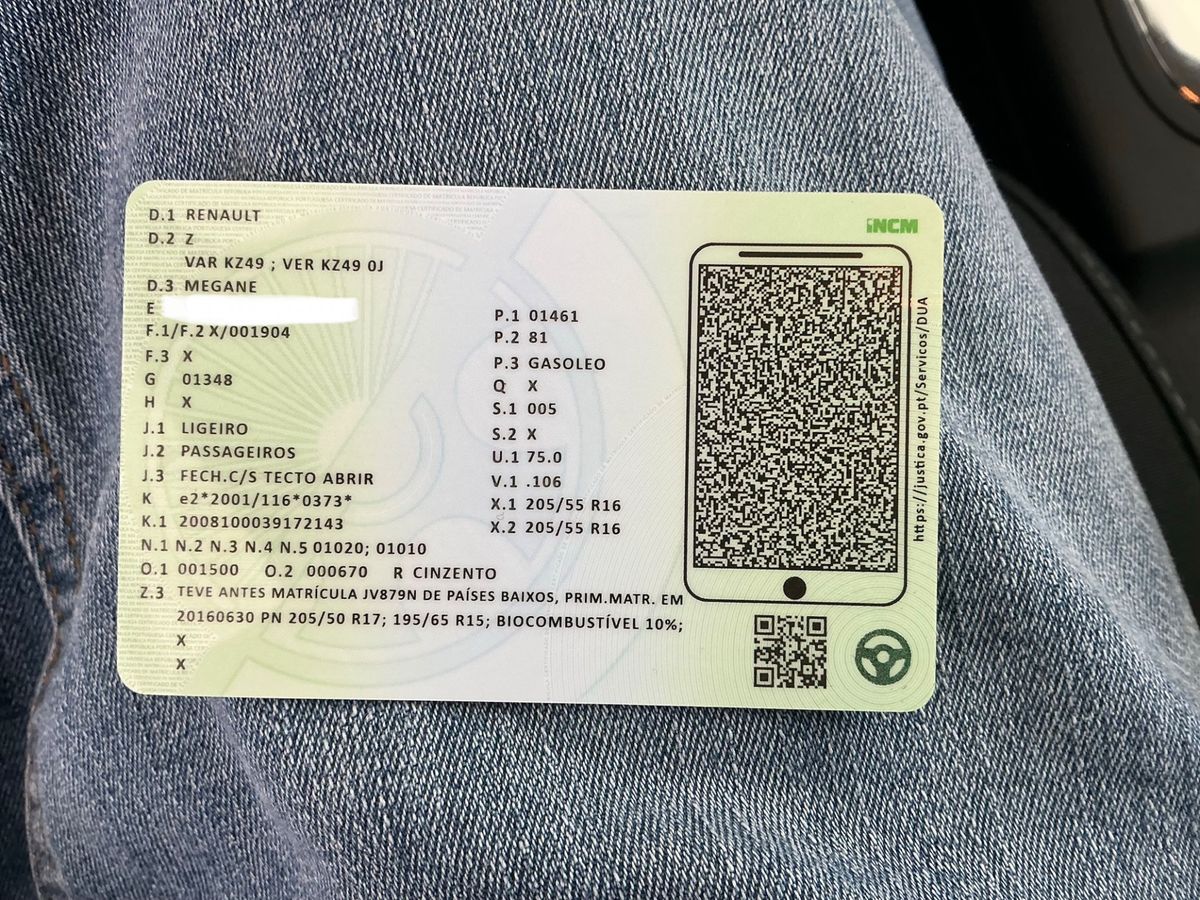 D.1 RENAULT
D.2 Z
VAR KZ49 ; VER KZ49 0J
D.3 MEGANE
E
F.1/F.2 X/001904
F.3 X
G 01348
H X
J.1 LIGEIRO
J.2 PASSAGEIROS
J.3 FECH.C/S TECTO ABRIR
K e2*2001/116*0373*
K.1 2008100039172143
N.1 N.2 N.3 N.4 N.5 01020; 01010
O.1 001500 O.2 000670 R CINZENTO
Z.3 TEVE ANTES MATRÍCULA JV879N DE PAÍSES BAIXOS, PRIM.MATR. EM
20160630 PN 205/50 R17; 195/65 R15; BIOCOMBUSTÍVEL 10%;
X
X
P.1 01461
P.2 81
P.3 GASOLEO
Q X
S.1 005
S.2 X
U.1 75.0
V.1 .106
X.1 205/55 R16
X.2 205/55 R16
INCM
https://justica.gov.pt/Servicos/DUA